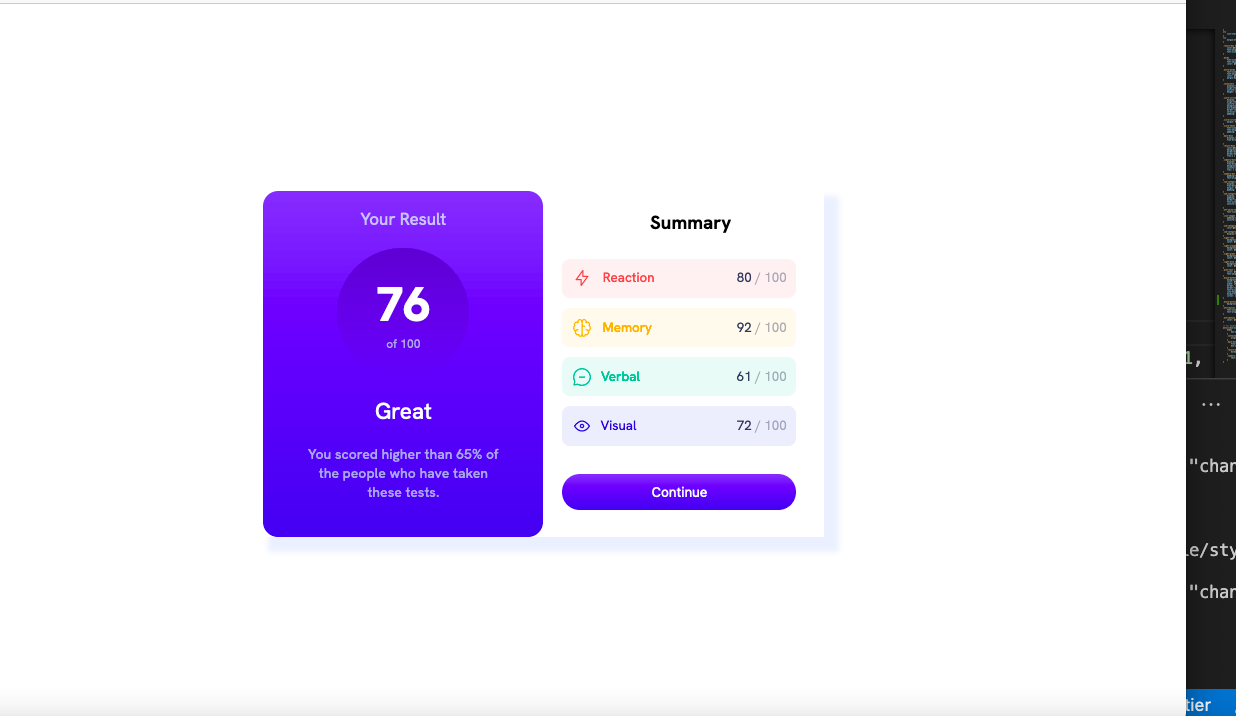 Your Result
76
of 100
Great
You scored higher than 65% of
the people who have taken
these tests.
Summary
Reaction 80 / 100
Memory 92 / 100
Verbal 61 / 100
Visual 72 / 100
Continue
1,
...
"char
le/sty
"char
tier